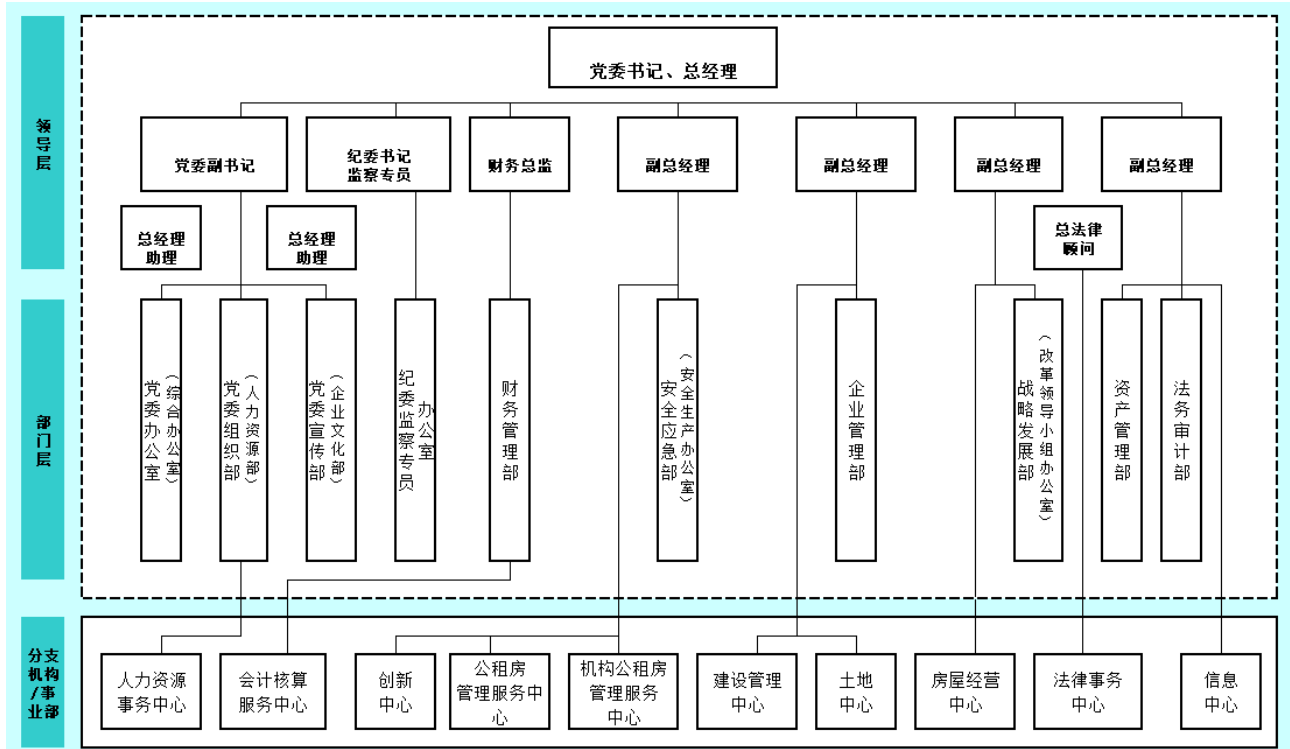 领导层
党委书记、总经理
党委副书记
纪委书记
监察专员
财务总监
副总经理
副总经理
副总经理
副总经理
总经理
助理
总经理
助理
总法律
顾问
部门层
党委办公室
（综合办公室）
党委组织部
（人力资源部）
党委宣传部
（企业文化部）
纪委监察专员
办公室
财务管理部
安全应急部
（安全生产办公室）
企业管理部
战略发展部
（改革领导小组办公室）
资产管理部
法务审计部
分支
机构
/事
业部
人力资源
事务中心
会计核算
服务中心
创新
中心
公租房
管理服务中
心
机构公租房
管理服务
中心
建设管理
中心
土地
中心
房屋经营
中心
法律事务
中心
信息
中心